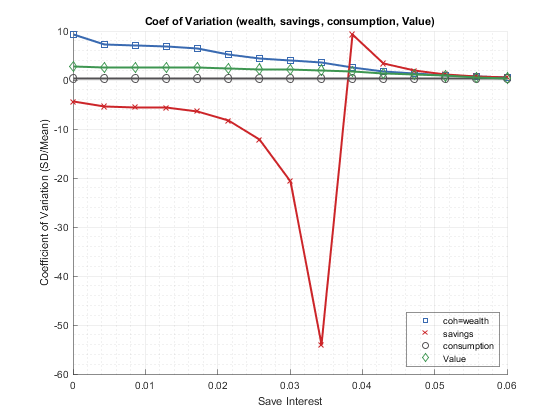 Coef of Variation (wealth, savings, consumption, Value)
10
0
-10
-20
-30
-40
-50
-60
Coefficient of Variation (SD/Mean)
0
0.01
0.02
0.03
0.04
0.05
0.06
Save Interest
coh=wealth
savings
consumption
Value